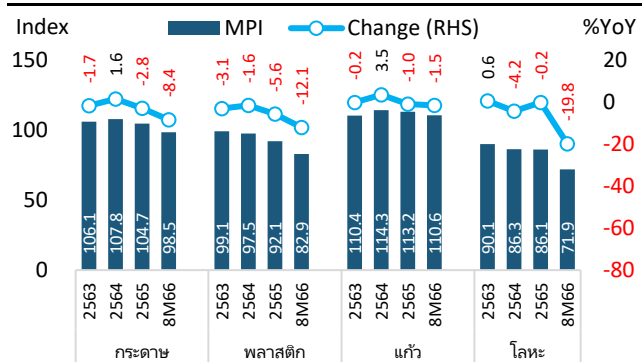 Index MPI Change (RHS) %YoY
150 100 50 0
20 0 -20 -40 -60 -80
-1.7 1.6 -2.8 -8.4
-3.1 -1.6 -5.6 -12.1
-0.2 3.5 -1.0 -1.5
0.6 -4.2 -0.2 -19.8
106.1 107.8 104.7 98.5
99.1 97.5 92.1 82.9
110.4 114.3 113.2 110.6
90.1 86.3 86.1 71.9
2563 2564 2565 8M66 2563 2564 2565 8M66 2563 2564 2565 8M66 2563 2564 2565 8M66
กระดาษ พลาสติก แก้ว โลหะ